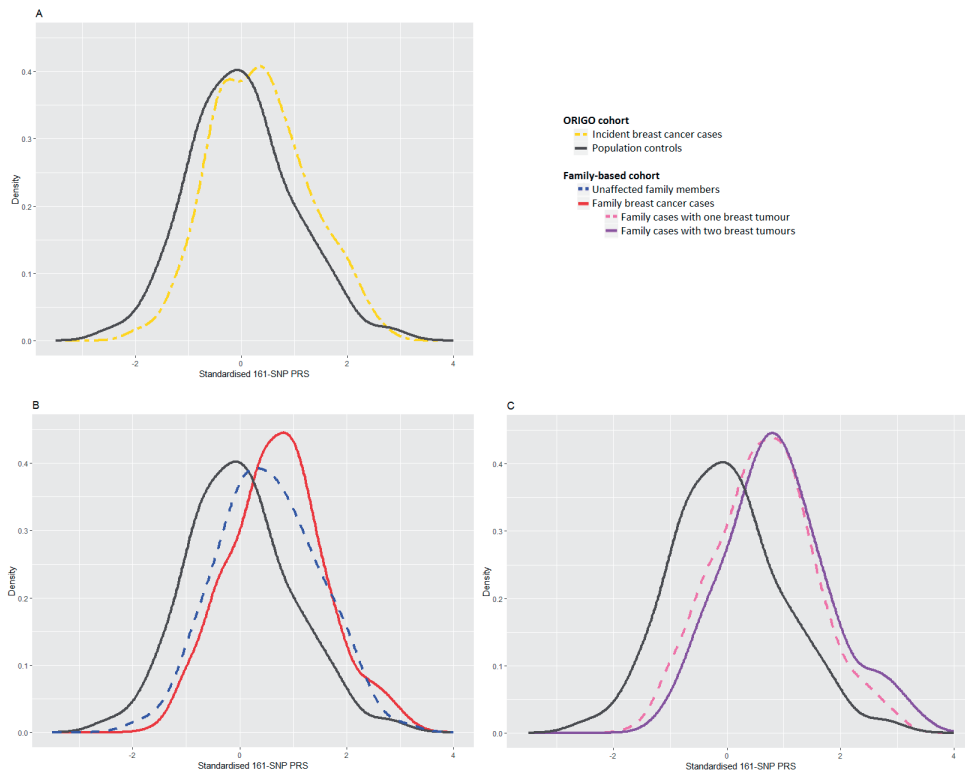 A
0.4
0.3
0.2
0.1
0.0
Density
-2
0
2
4
Standardised 161-SNP PRS
ORIGO cohort
Incident breast cancer cases
Population controls
Family-based cohort
Unaffected family members
Family breast cancer cases
Family cases with one breast tumour
Family cases with two breast tumours
B
0.4
0.3
0.2
0.1
0.0
Density
-2
0
2
4
Standardised 161-SNP PRS
C
0.4
0.3
0.2
0.1
0.0
Density
-2
0
2
4
Standardised 161-SNP PRS